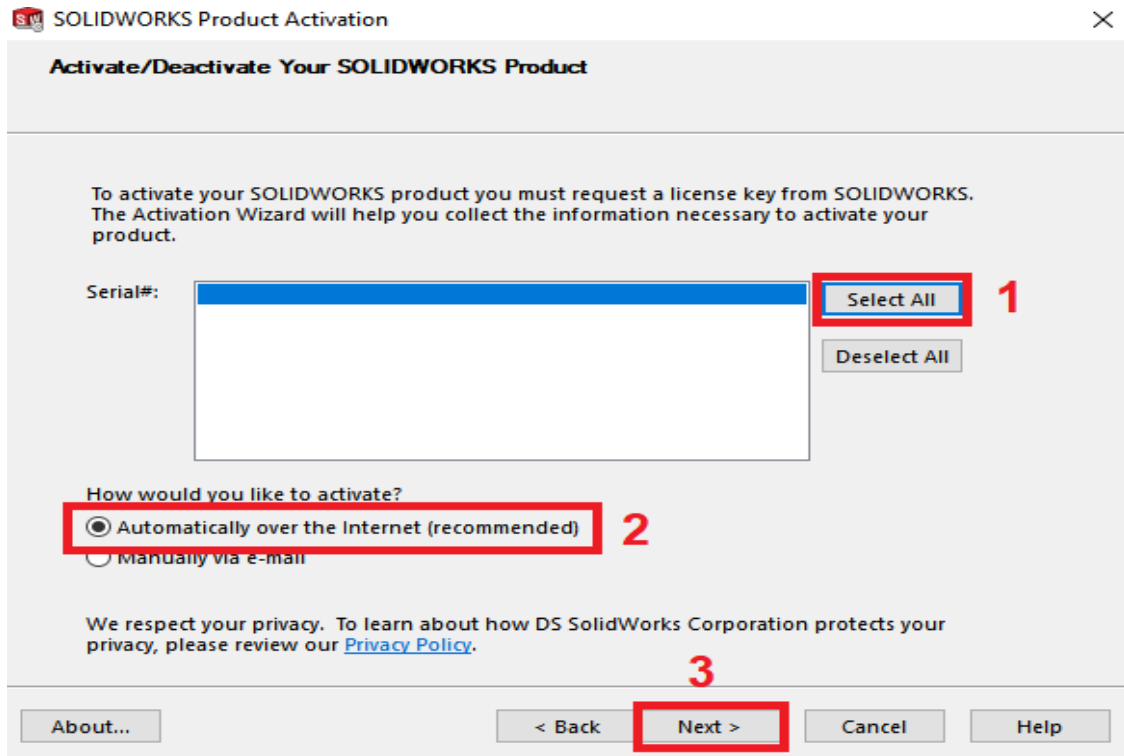 SOLIDWORKS Product Activation
Activate/Deactivate Your SOLIDWORKS Product
To activate your SOLIDWORKS product you must request a license key from SOLIDWORKS.
The Activation Wizard will help you collect the information necessary to activate your
product.
Serial#:
Select All
1
Deselect All
How would you like to activate?
Automatically over the Internet (recommended)
2
Manually via e-mail
We respect your privacy. To learn about how DS SolidWorks Corporation protects your
privacy, please review our Privacy Policy.
3
About...
< Back
Next >
Cancel
Help